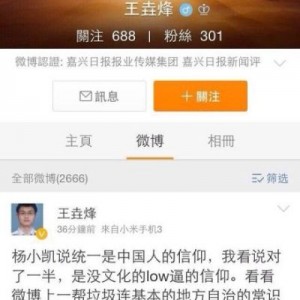 王垚烽
關注 688 | 粉絲 301
微博認證：嘉兴日报报业传媒集团 嘉兴日报新闻评
訊息
+關注
主頁 微博 相冊
全部微博(2666) 筛选
王垚烽
36分鐘前 來自小米手机3
杨小凯说统一是中国人的信仰，我看说对
了一半，是没文化的low逼的信仰。看看
微博上一帮垃圾连基本的地方自治的常识